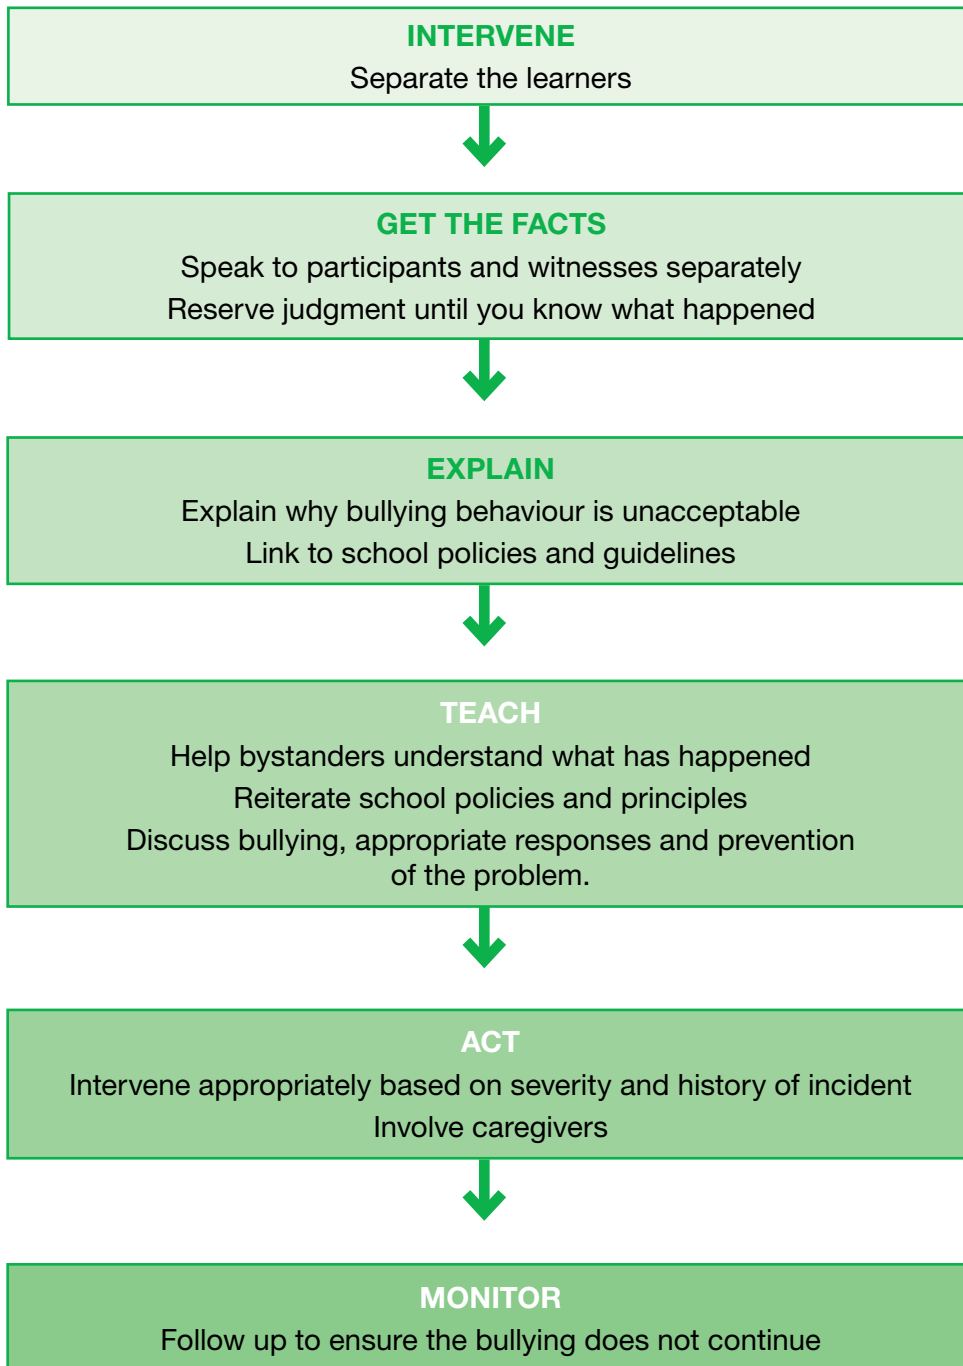 INTERVENE
Separate the learners
GET THE FACTS
Speak to participants and witnesses separately
Reserve judgment until you know what happened
EXPLAIN
Explain why bullying behaviour is unacceptable
Link to school policies and guidelines
TEACH
Help bystanders understand what has happened
Reiterate school policies and principles
Discuss bullying, appropriate responses and prevention
of the problem.
ACT
Intervene appropriately based on severity and history of incident
Involve caregivers
MONITOR
Follow up to ensure the bullying does not continue